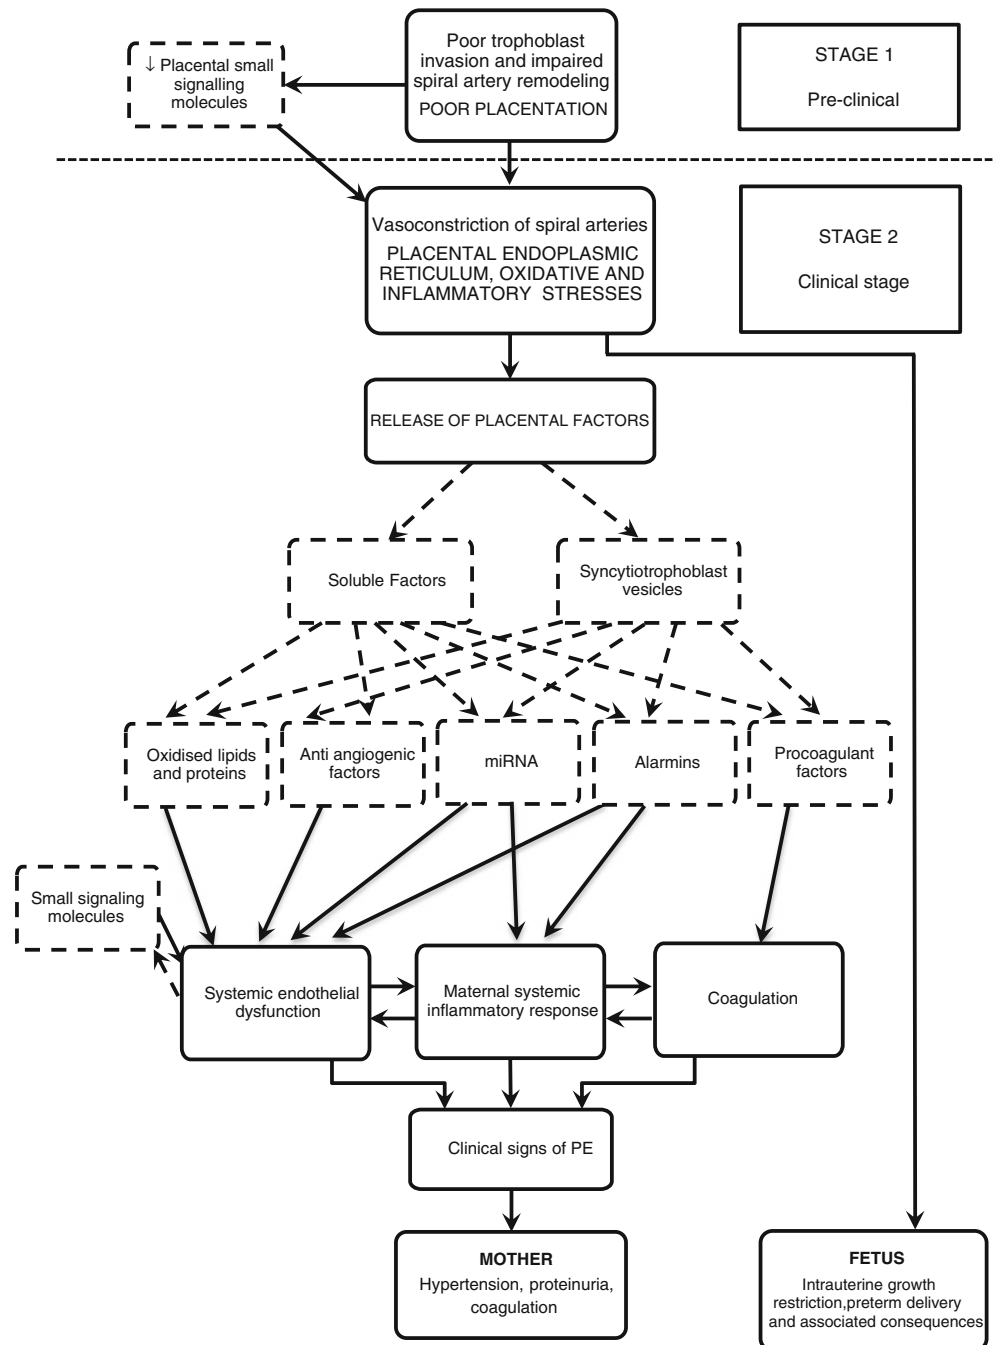 Poor trophoblast
invasion and impaired
spiral artery remodeling
POOR PLACENTATION
↓ Placental small
signalling
molecules
STAGE 1
Pre-clinical
Vasoconstriction of spiral arteries
PLACENTAL ENDOPLASMIC
RETICULUM, OXIDATIVE AND
INFLAMMATORY STRESSES
STAGE 2
Clinical stage
RELEASE OF PLACENTAL FACTORS
Soluble Factors
Syncytiotrophoblast
vesicles
Oxidised lipids
and proteins
Anti angiogenic
factors
miRNA
Alarmins
Procoagulant
factors
Small signaling
molecules
Systemic endothelial
dysfunction
Maternal systemic
inflammatory response
Coagulation
Clinical signs of PE
MOTHER
Hypertension, proteinuria,
coagulation
FETUS
Intrauterine growth
restriction,preterm delivery
and associated consequences